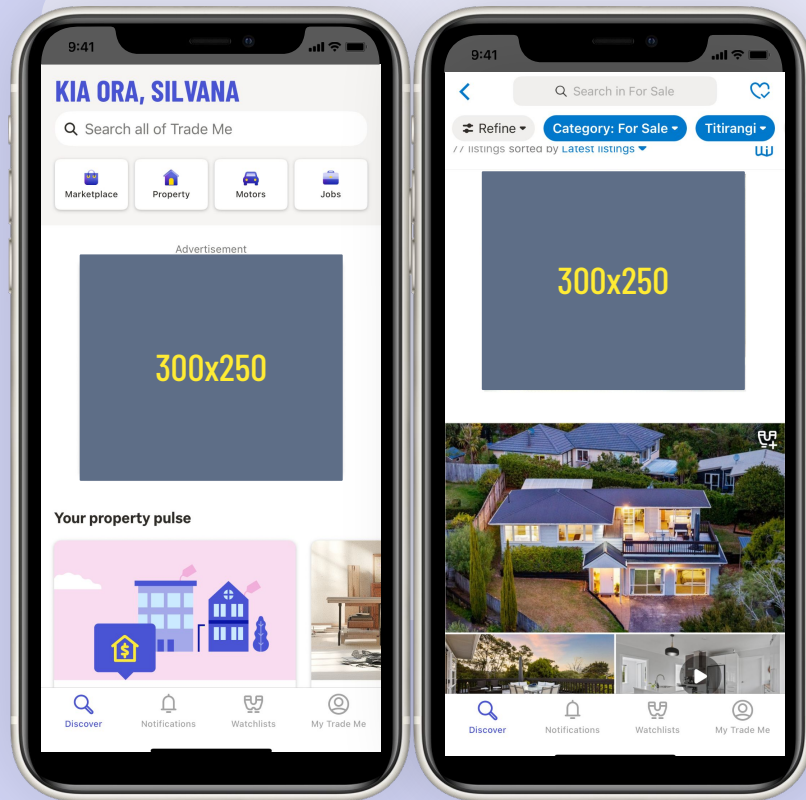 9:41
KIA ORA, SILVANA
Search all of Trade Me
Marketplace Property Motors Jobs
Advertisement
300x250
Your property pulse
$
Discover Notifications Watchlists My Trade Me
9:41
Search in For Sale
Refine Category: For Sale Titirangi
77 listings sorted by Latest listings
300x250
Discover Notifications Watchlists My Trade Me